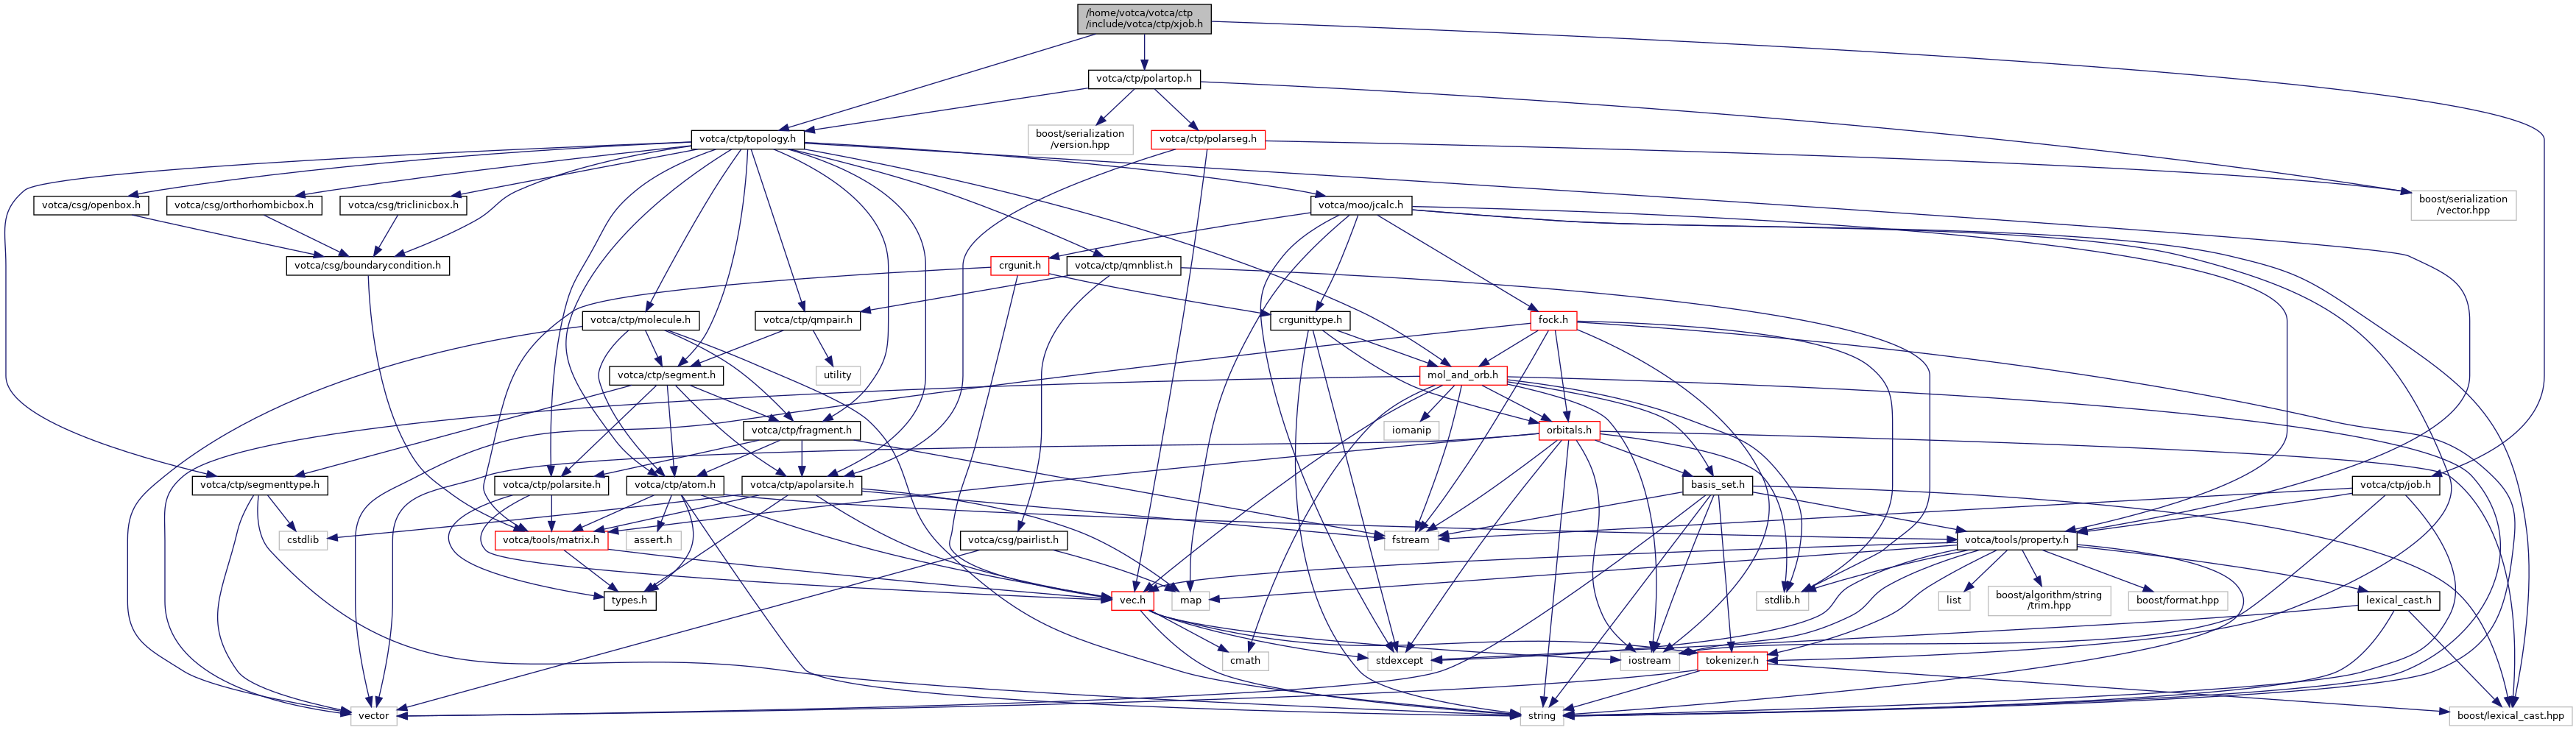 /home/votca/votca/ctp
/include/votca/ctp/xjob.h
votca/ctp/polartop.h
boost/serialization
/version.hpp
votca/ctp/topology.h
votca/ctp/polarseg.h
votca/csg/openbox.h
votca/csg/orthorhombicbox.h
votca/csg/triclinicbox.h
votca/moo/jcalc.h
boost/serialization
/vector.hpp
votca/csg/boundarycondition.h
crgunit.h
votca/ctp/qmnblist.h
votca/ctp/molecule.h
votca/ctp/qmpair.h
crgunittype.h
fock.h
votca/ctp/segment.h
utility
mol_and_orb.h
votca/ctp/fragment.h
iomanip
orbitals.h
votca/ctp/segmenttype.h
votca/ctp/polarsite.h
votca/ctp/atom.h
votca/ctp/apolarsite.h
basis_set.h
votca/ctp/job.h
cstdlib
votca/tools/matrix.h
assert.h
votca/csg/pairlist.h
fstream
votca/tools/property.h
types.h
vec.h
map
stdlib.h
list
boost/algorithm/string
/trim.hpp
boost/format.hpp
lexical_cast.h
cmath
stdexcept
iostream
tokenizer.h
vector
string
boost/lexical_cast.hpp